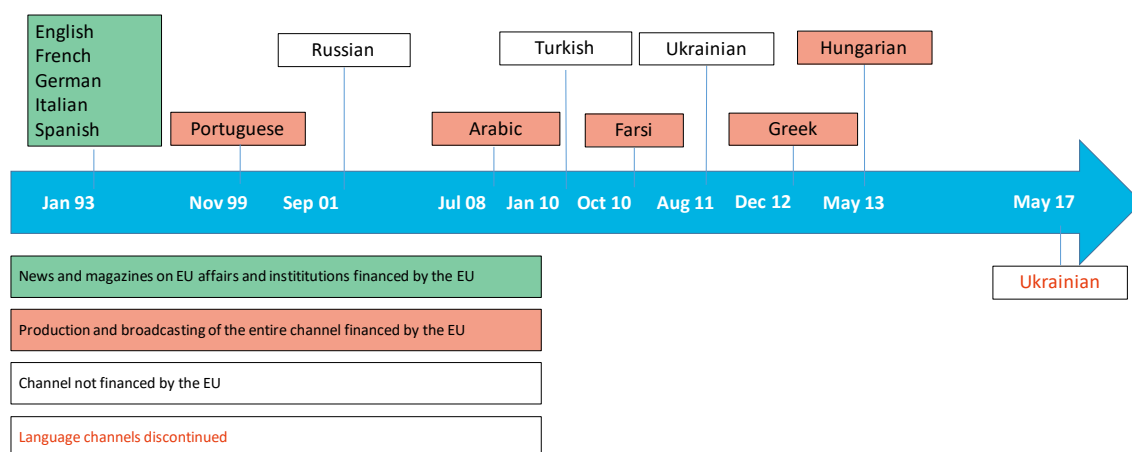 English
French
German
Italian
Spanish
Portuguese
Russian
Arabic
Turkish
Farsi
Ukrainian
Greek
Hungarian
Jan 93
Nov 99
Sep 01
Jul 08
Jan 10
Oct 10
Aug 11
Dec 12
May 13
May 17
Ukrainian
News and magazines on EU affairs and instititutions financed by the EU
Production and broadcasting of the entire channel financed by the EU
Channel not financed by the EU
Language channels discontinued